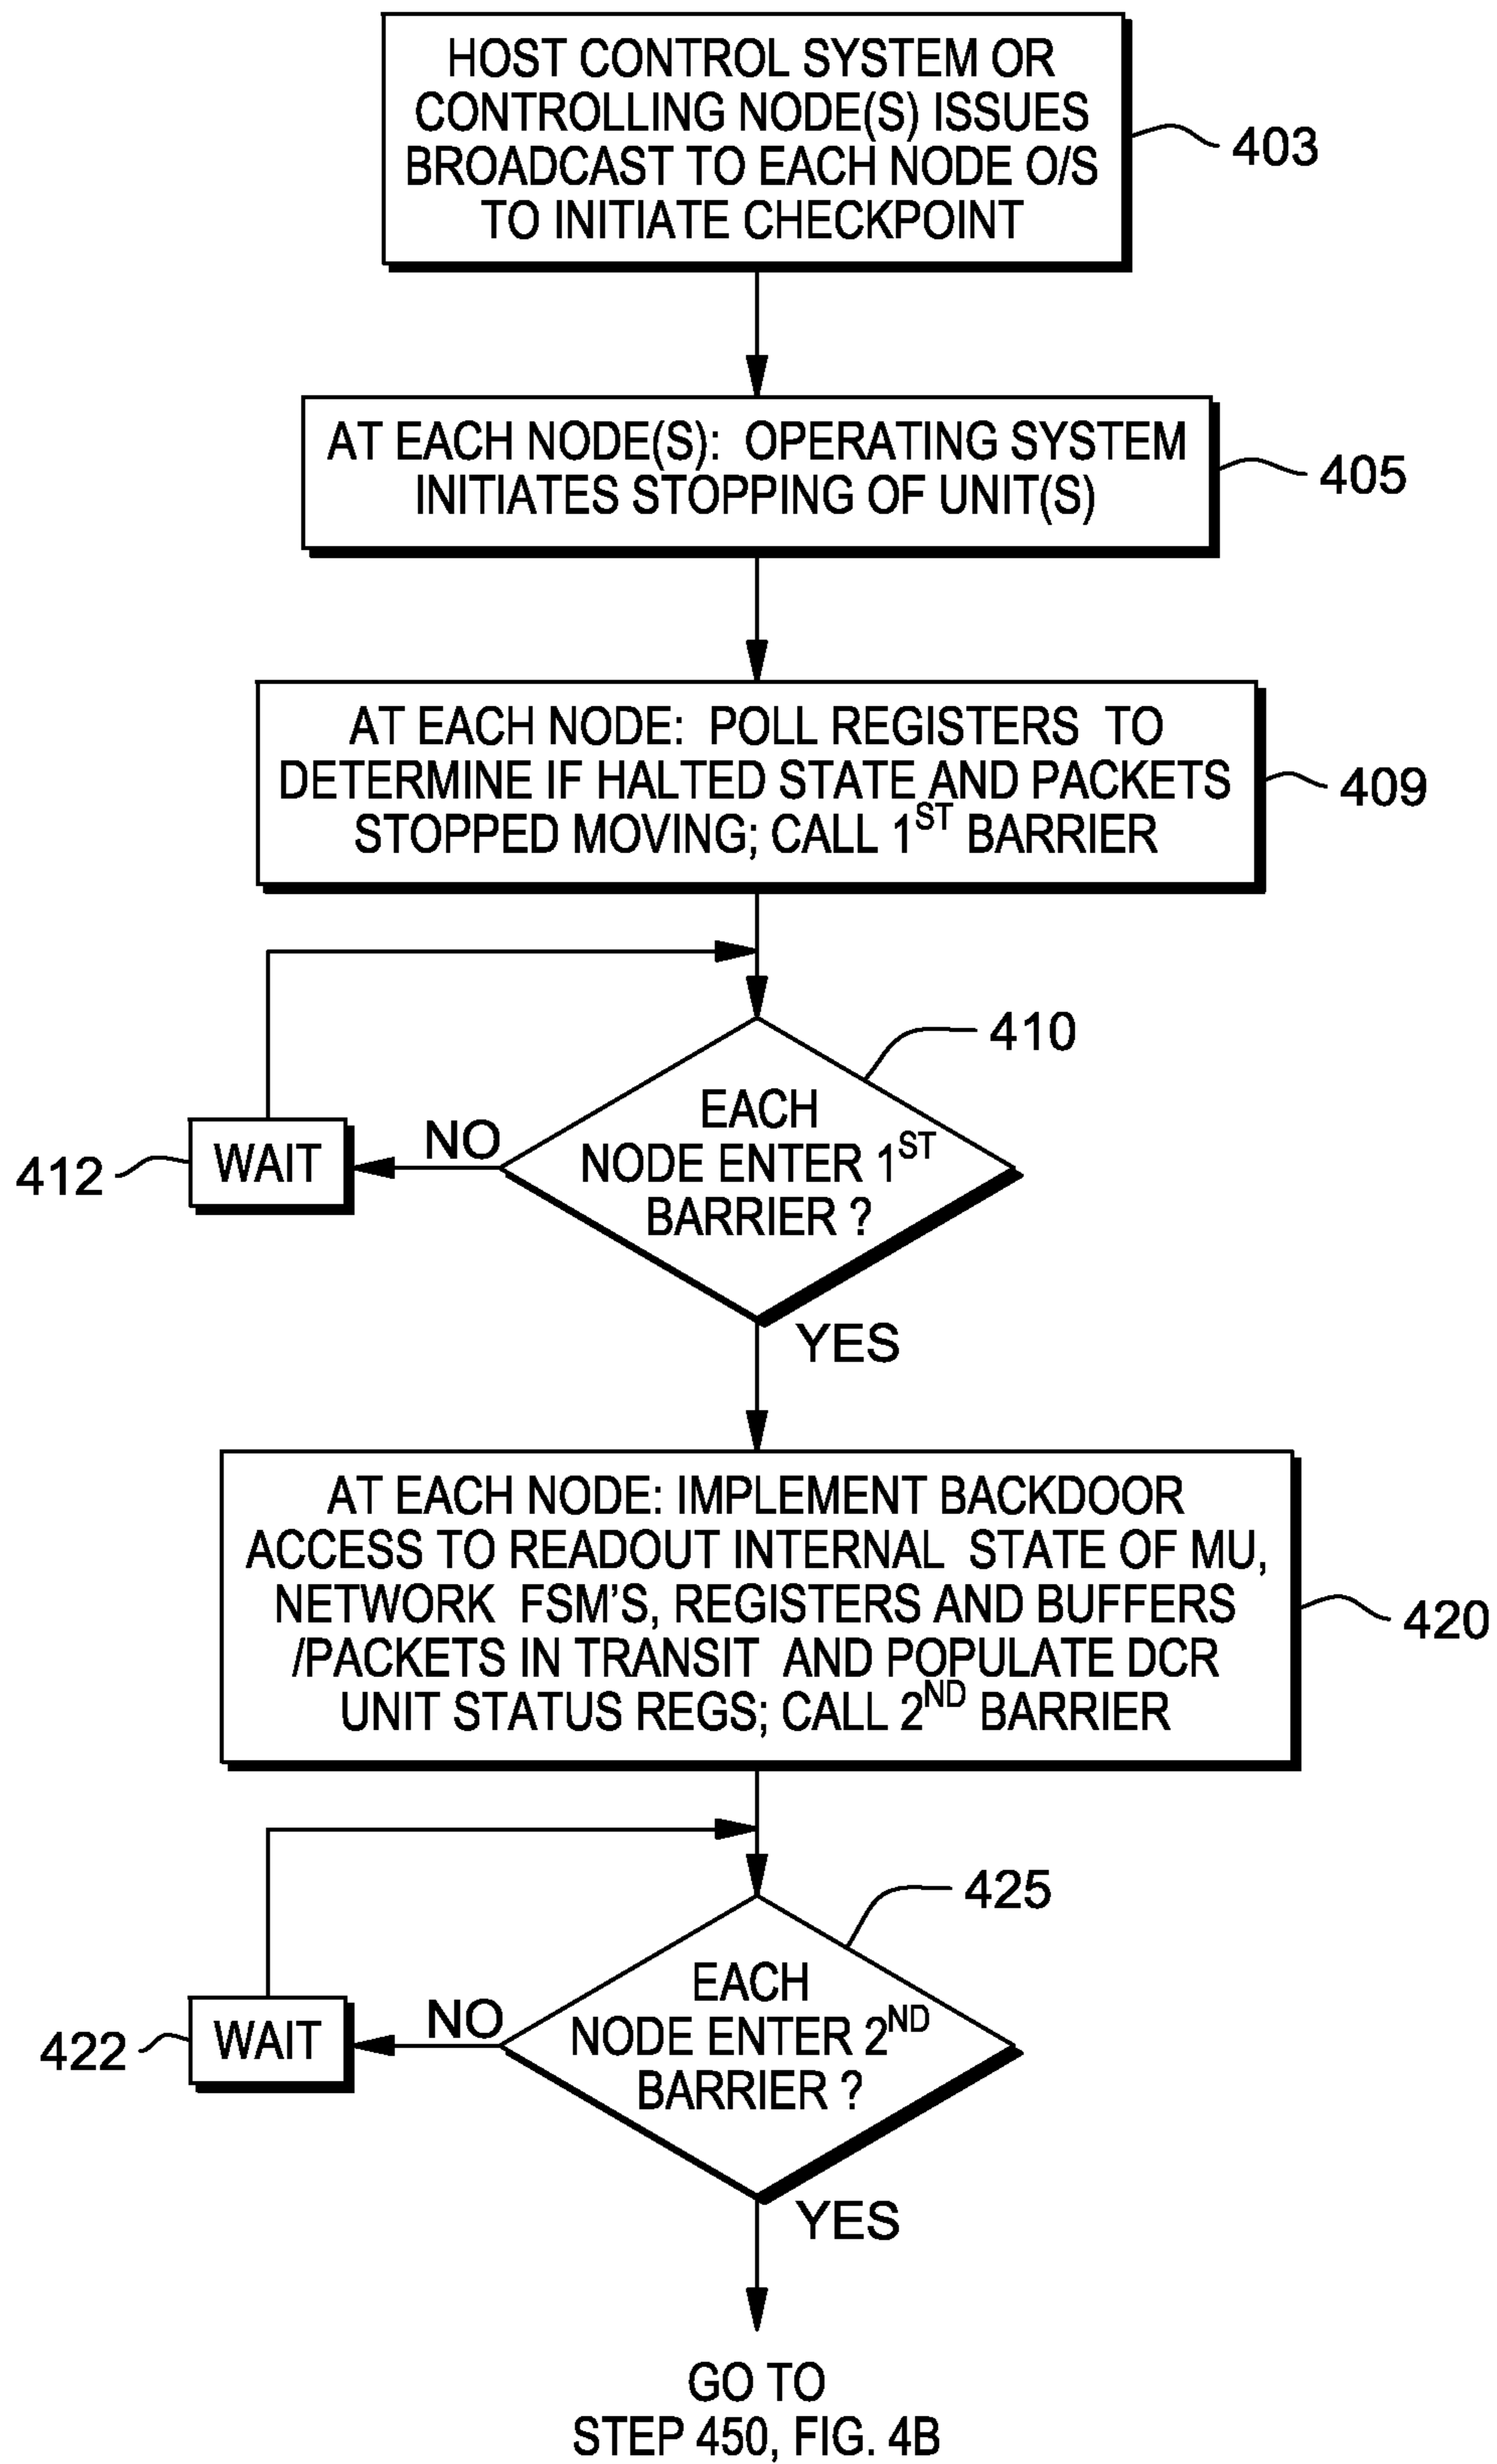 HOST CONTROL SYSTEM OR
CONTROLLING NODE(S) ISSUES
BROADCAST TO EACH NODE O/S
TO INITIATE CHECKPOINT
403
AT EACH NODE(S): OPERATING SYSTEM
INITIATES STOPPING OF UNIT(S)
405
AT EACH NODE: POLL REGISTERS TO
DETERMINE IF HALTED STATE AND PACKETS
STOPPED MOVING; CALL 1ST BARRIER
409
410
EACH
NODE ENTER 1ST
BARRIER ?
NO
WAIT
412
YES
AT EACH NODE: IMPLEMENT BACKDOOR
ACCESS TO READOUT INTERNAL STATE OF MU,
NETWORK FSM'S, REGISTERS AND BUFFERS
/PACKETS IN TRANSIT AND POPULATE DCR
UNIT STATUS REGS; CALL 2ND BARRIER
420
425
EACH
NODE ENTER 2ND
BARRIER ?
NO
WAIT
422
YES
GO TO
STEP 450, FIG. 4B